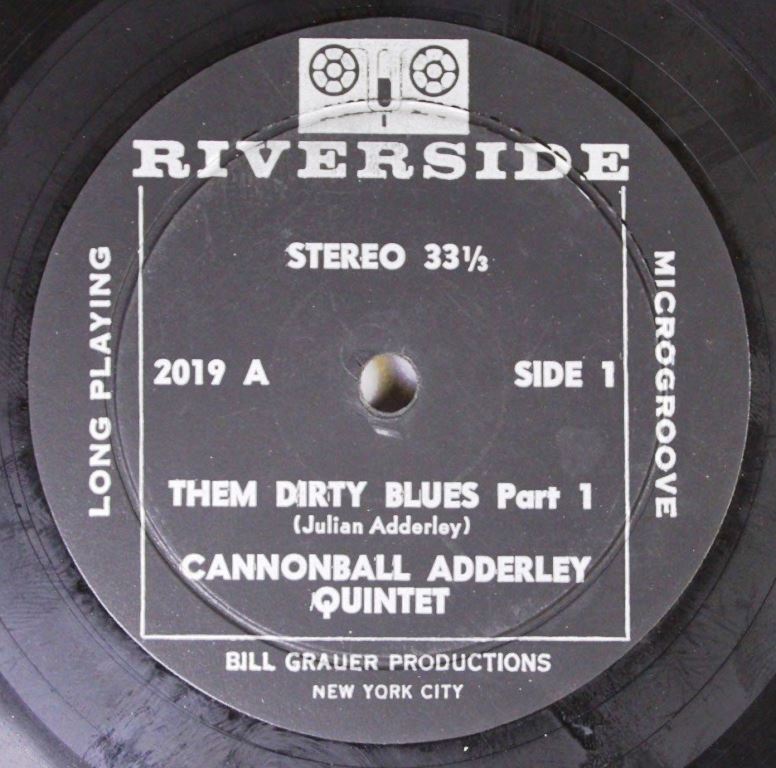 RIVERSIDE
STEREO 33⅓
LONG PLAYING
MICROGROOVE
2019 A
SIDE 1
THEM DIRTY BLUES Part 1
(Julian Adderley)
CANNONBALL ADDERLEY
QUINTET
BILL GRAUER PRODUCTIONS
NEW YORK CITY